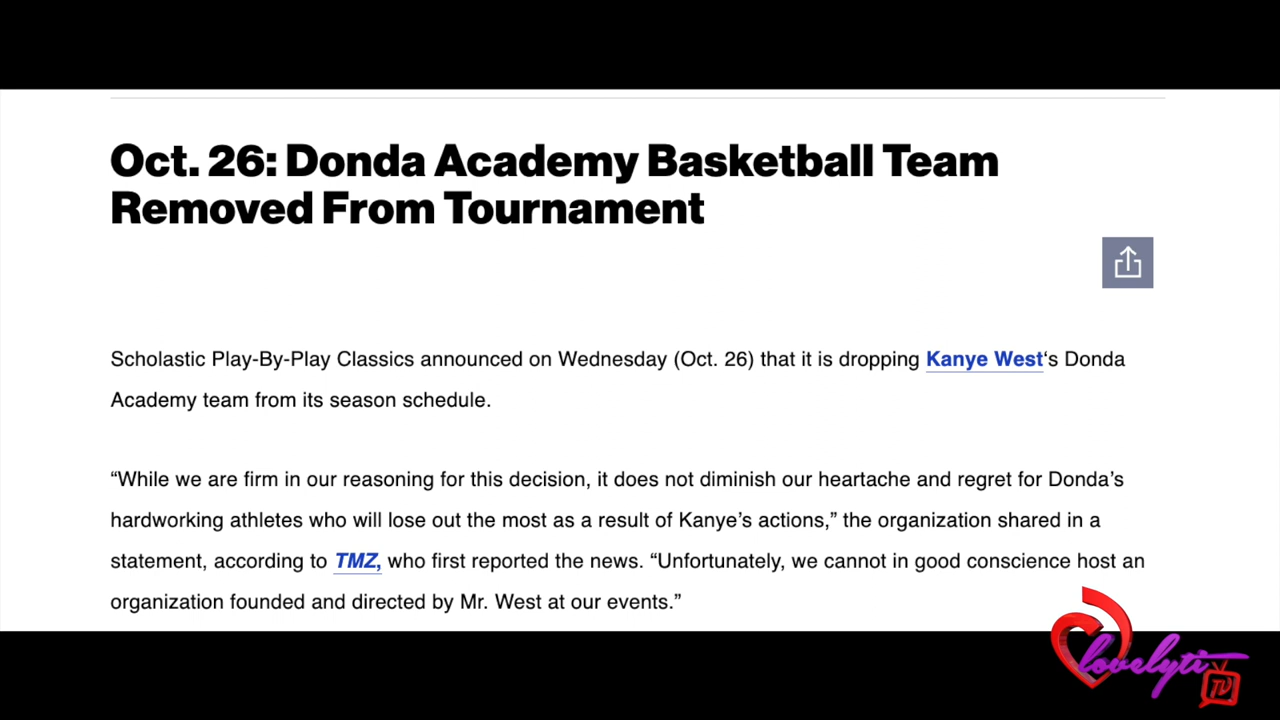 Oct. 26: Donda Academy Basketball Team
Removed From Tournament
Scholastic Play-By-Play Classics announced on Wednesday (Oct. 26) that it is dropping Kanye West‘s Donda
Academy team from its season schedule.
“While we are firm in our reasoning for this decision, it does not diminish our heartache and regret for Donda’s
hardworking athletes who will lose out the most as a result of Kanye’s actions,” the organization shared in a
statement, according to TMZ, who first reported the news. “Unfortunately, we cannot in good conscience host an
organization founded and directed by Mr. West at our events.”
lovelyti
TV